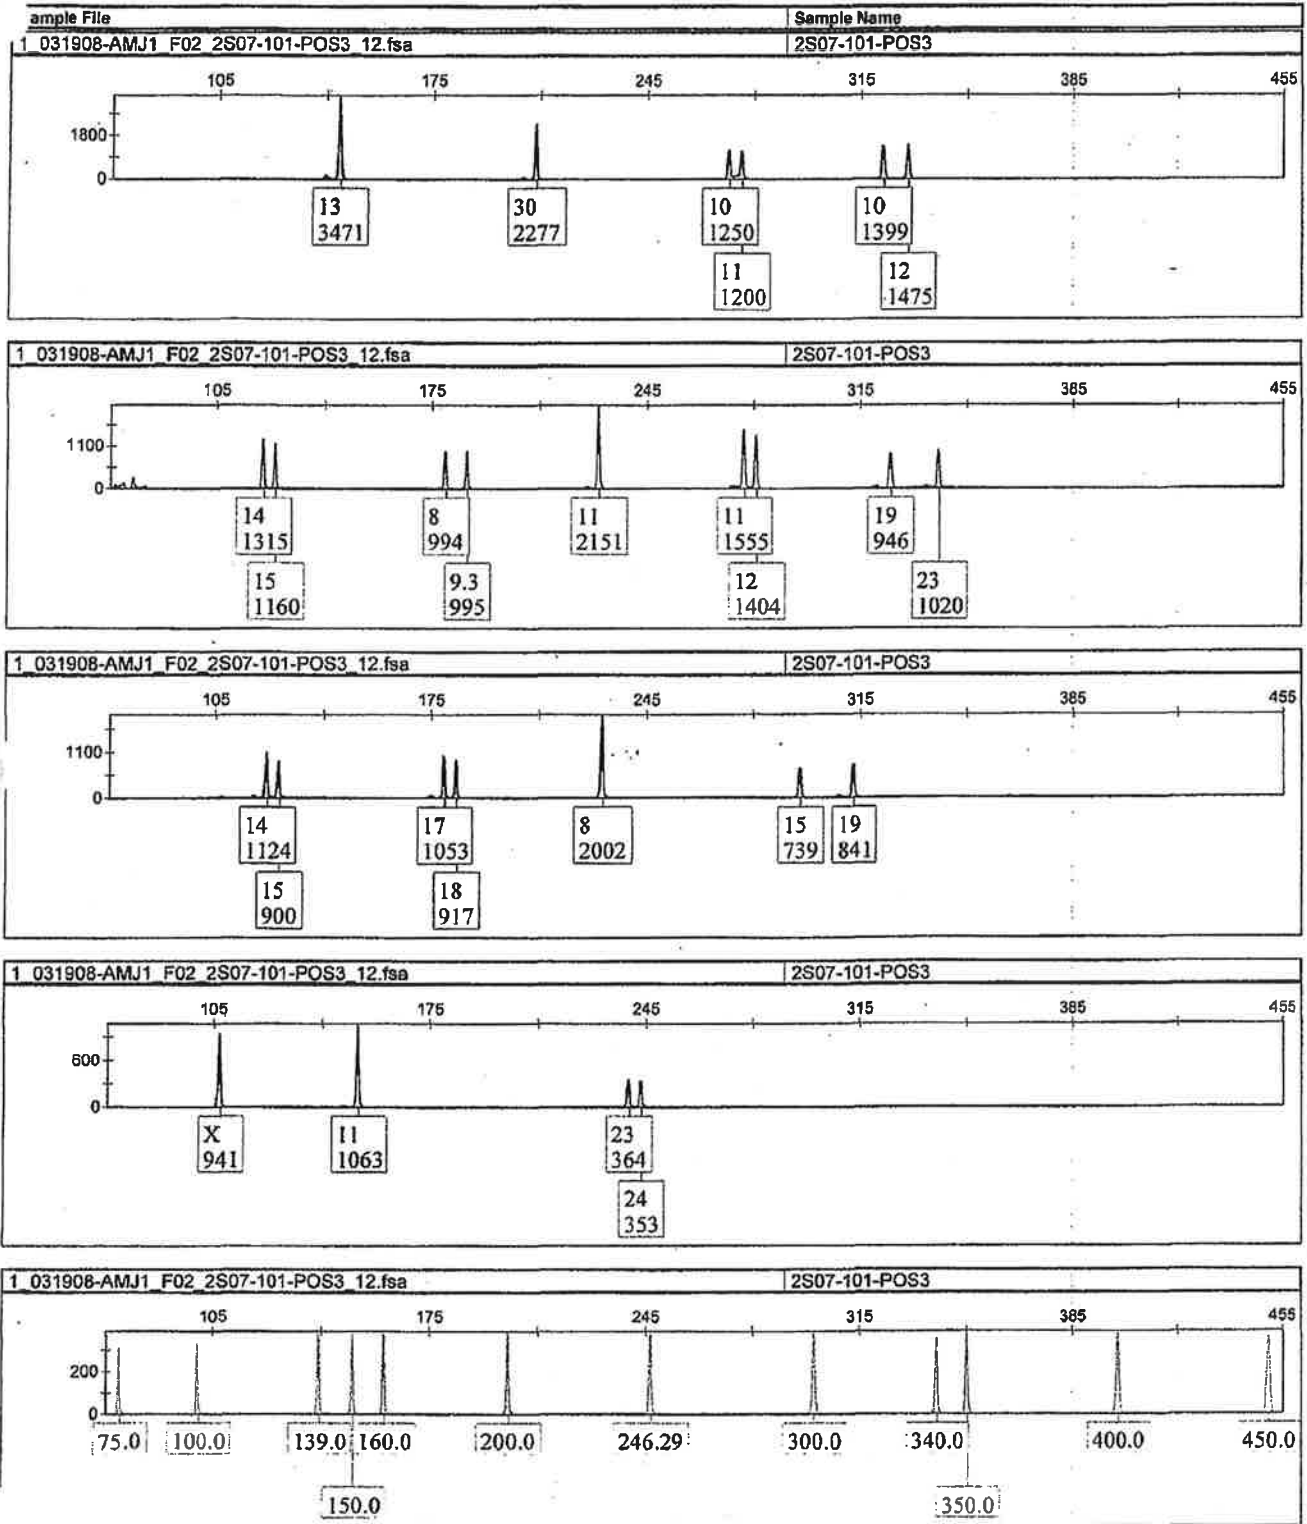 ample File Sample Name
1_031908-AMJ1_F02_2S07-101-POS3_12.fsa 2S07-101-POS3
105 175 245 315 385 455
1800
0
13 30 10 10
3471 2277 1250 1399
11 12
1200 1475
1_031908-AMJ1_F02_2S07-101-POS3_12.fsa 2S07-101-POS3
105 175 245 315 385 455
1100
0
14 8 11 11 19
1315 994 2151 1555 946
15 9.3 12 23
1160 995 1404 1020
1_031908-AMJ1_F02_2S07-101-POS3_12.fsa 2S07-101-POS3
105 175 245 315 385 455
1100
0
14 17 8 15 19
1124 1053 2002 739 841
15 18
900 917
1_031908-AMJ1_F02_2S07-101-POS3_12.fsa 2S07-101-POS3
105 175 245 315 385 455
600
0
X 11 23
941 1063 364
24
353
1_031908-AMJ1_F02_2S07-101-POS3_12.fsa 2S07-101-POS3
105 175 245 315 385 455
200
0
75.0 100.0 139.0 160.0 200.0 246.29 300.0 340.0 400.0 450.0
150.0 350.0